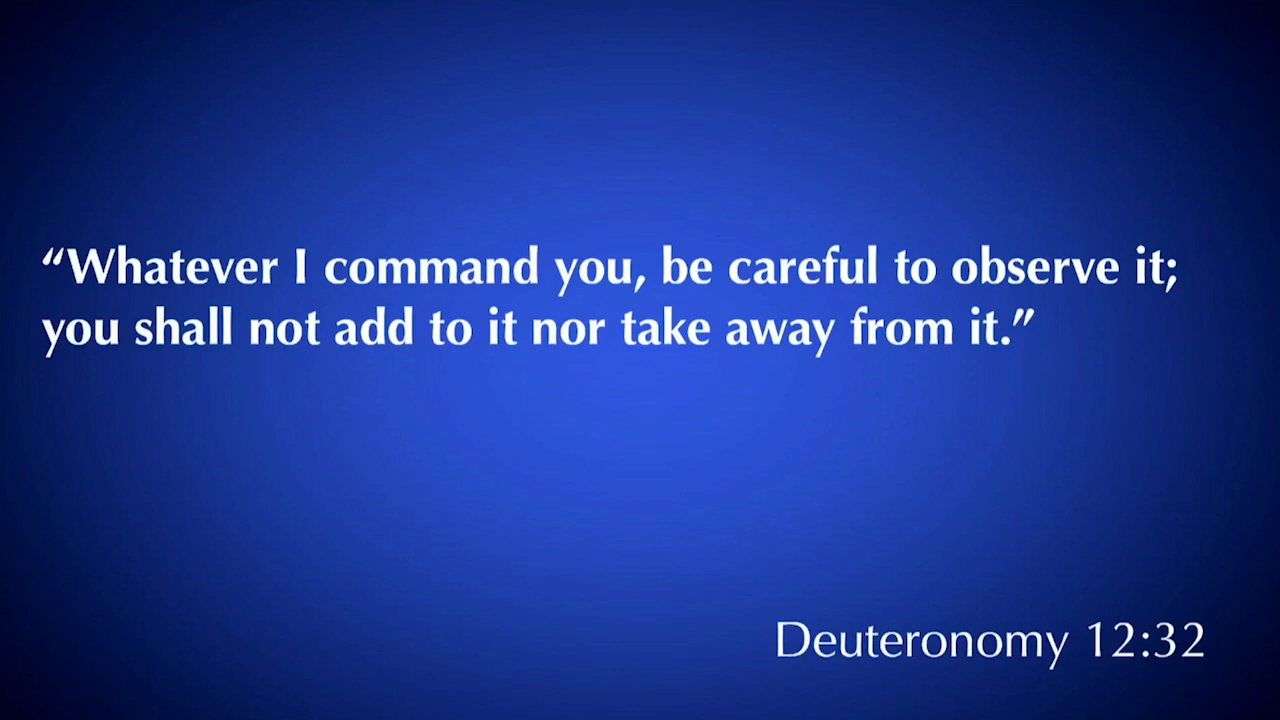 “Whatever I command you, be careful to observe it;
you shall not add to it nor take away from it.”
Deuteronomy 12:32